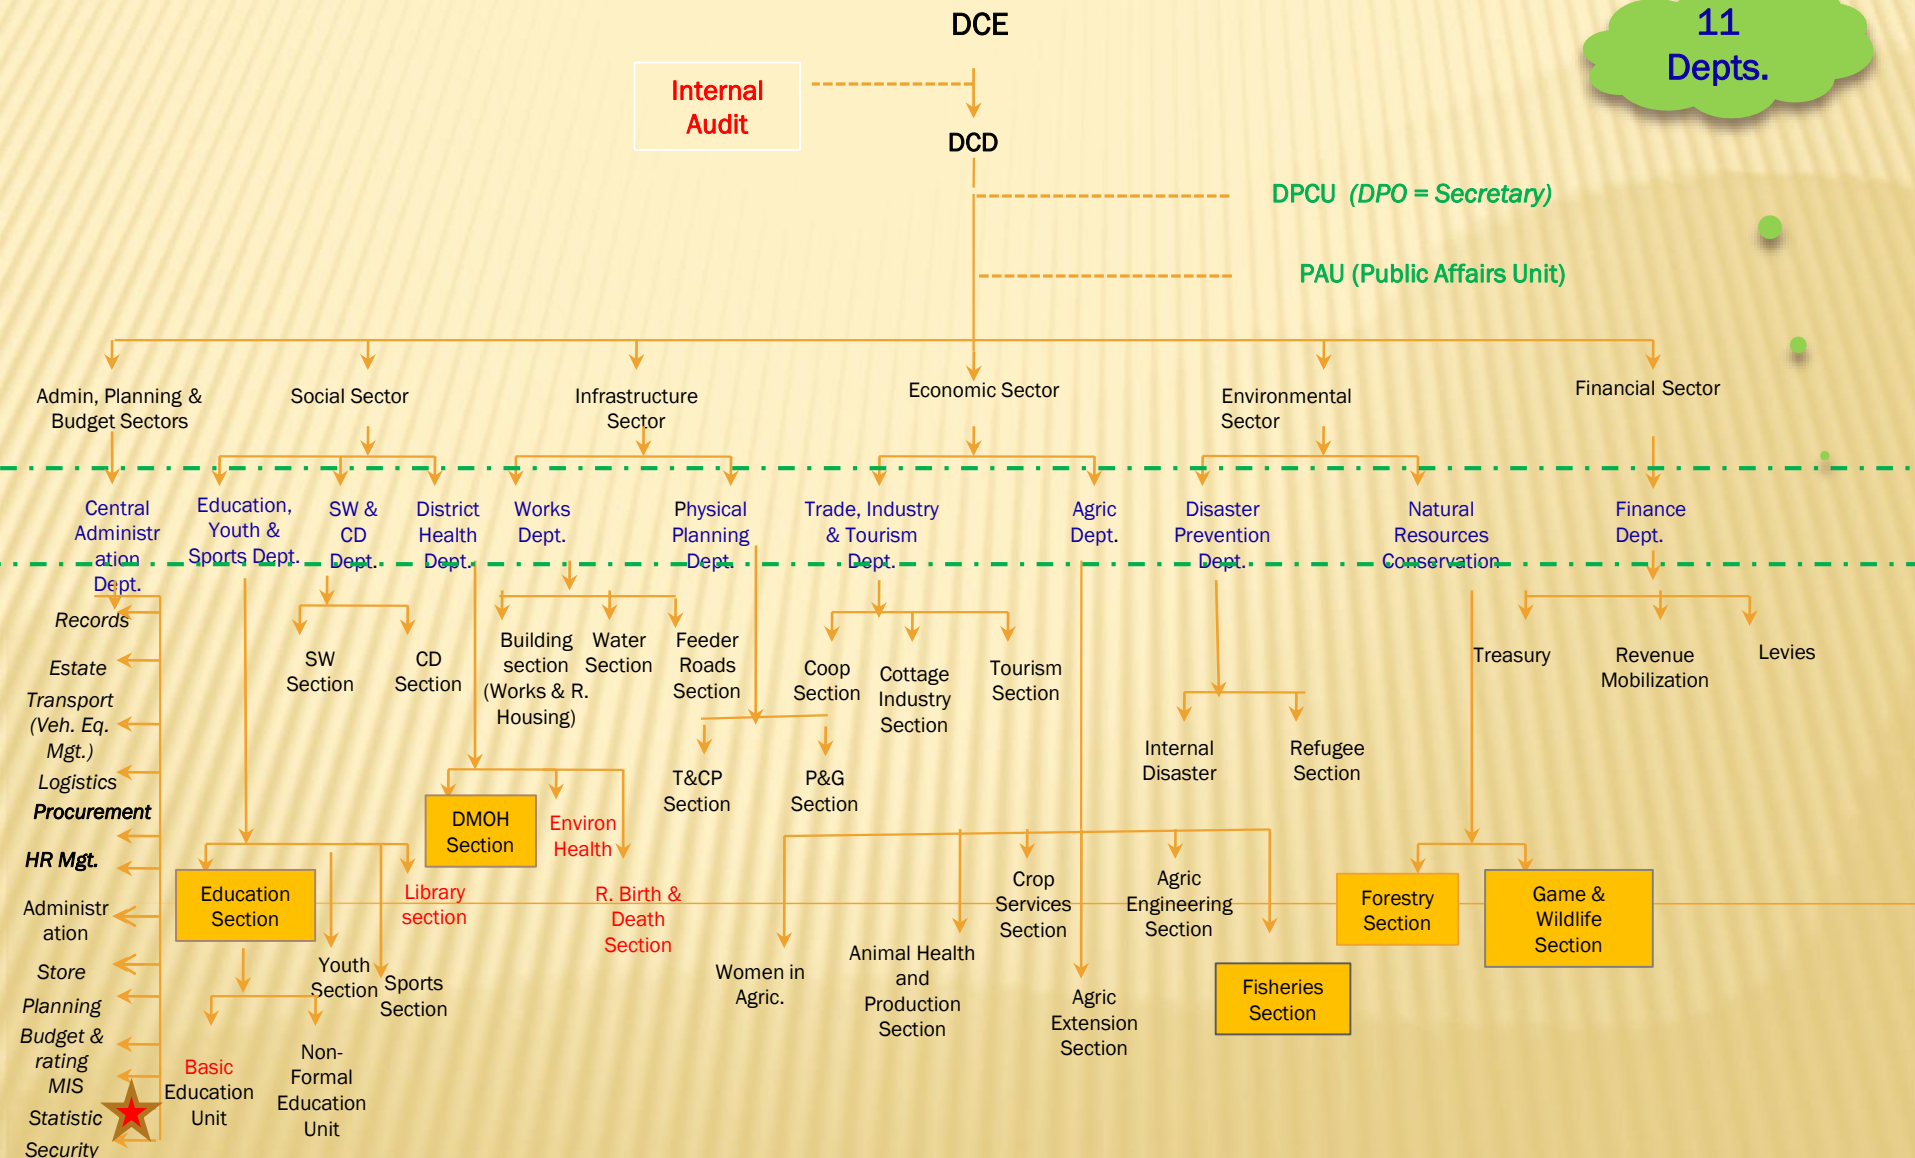 DCE
11
Depts.
Internal
Audit
DCD
DPCU (DPO = Secretary)
PAU (Public Affairs Unit)
Admin, Planning &
Budget Sectors
Social Sector
Infrastructure
Sector
Economic Sector
Environmental
Sector
Financial Sector
Central
Administr
ation
Dept.
Education,
Youth &
Sports Dept.
SW &
CD
Dept.
District
Health
Dept.
Works
Dept.
Physical
Planning
Dept.
Trade, Industry
& Tourism
Dept.
Agric
Dept.
Disaster
Prevention
Dept.
Natural
Resources
Conservation
Finance
Dept.
Records
Estate
Transport
(Veh. Eq.
Mgt.)
Logistics
Procurement
HR Mgt.
Administr
ation
Store
Planning
Budget &
rating
MIS
Statistic
Security
SW
Section
CD
Section
Building
section
(Works & R.
Housing)
Water
Section
Feeder
Roads
Section
Coop
Section
Cottage
Industry
Section
Tourism
Section
Treasury
Revenue
Mobilization
Levies
T&CP
Section
P&G
Section
Internal
Disaster
Refugee
Section
DMOH
Section
Environ
Health
R. Birth &
Death
Section
Education
Section
Library
section
Youth
Section
Sports
Section
Basic
Education
Unit
Non-
Formal
Education
Unit
Women in
Agric.
Animal Health
and
Production
Section
Crop
Services
Section
Agric
Extension
Section
Agric
Engineering
Section
Fisheries
Section
Forestry
Section
Game &
Wildlife
Section